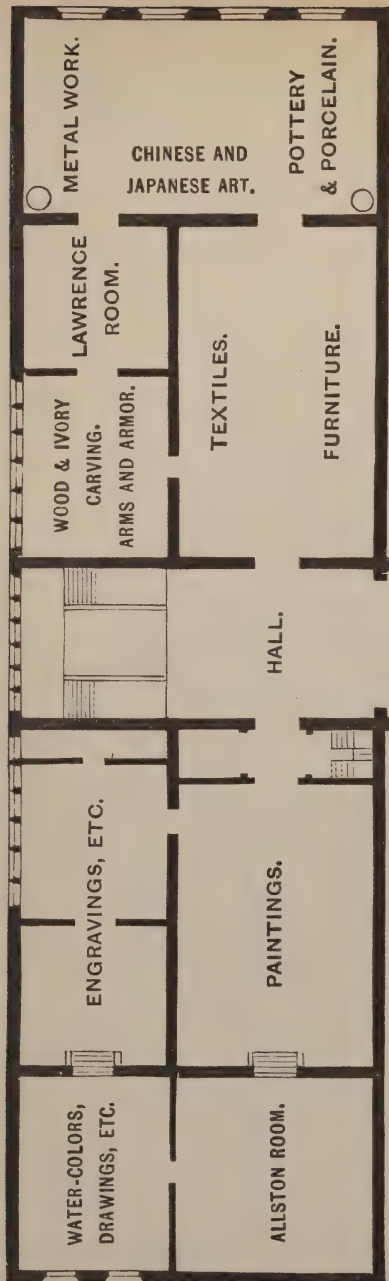 METAL WORK.
CHINESE AND
JAPANESE ART.
POTTERY
& PORCELAIN.
LAWRENCE
ROOM.
WOOD & IVORY
CARVING.
ARMS AND ARMOR.
TEXTILES.
FURNITURE.
HALL.
ENGRAVINGS, ETC.
PAINTINGS.
WATER-COLORS,
DRAWINGS, ETC.
ALLSTON ROOM.